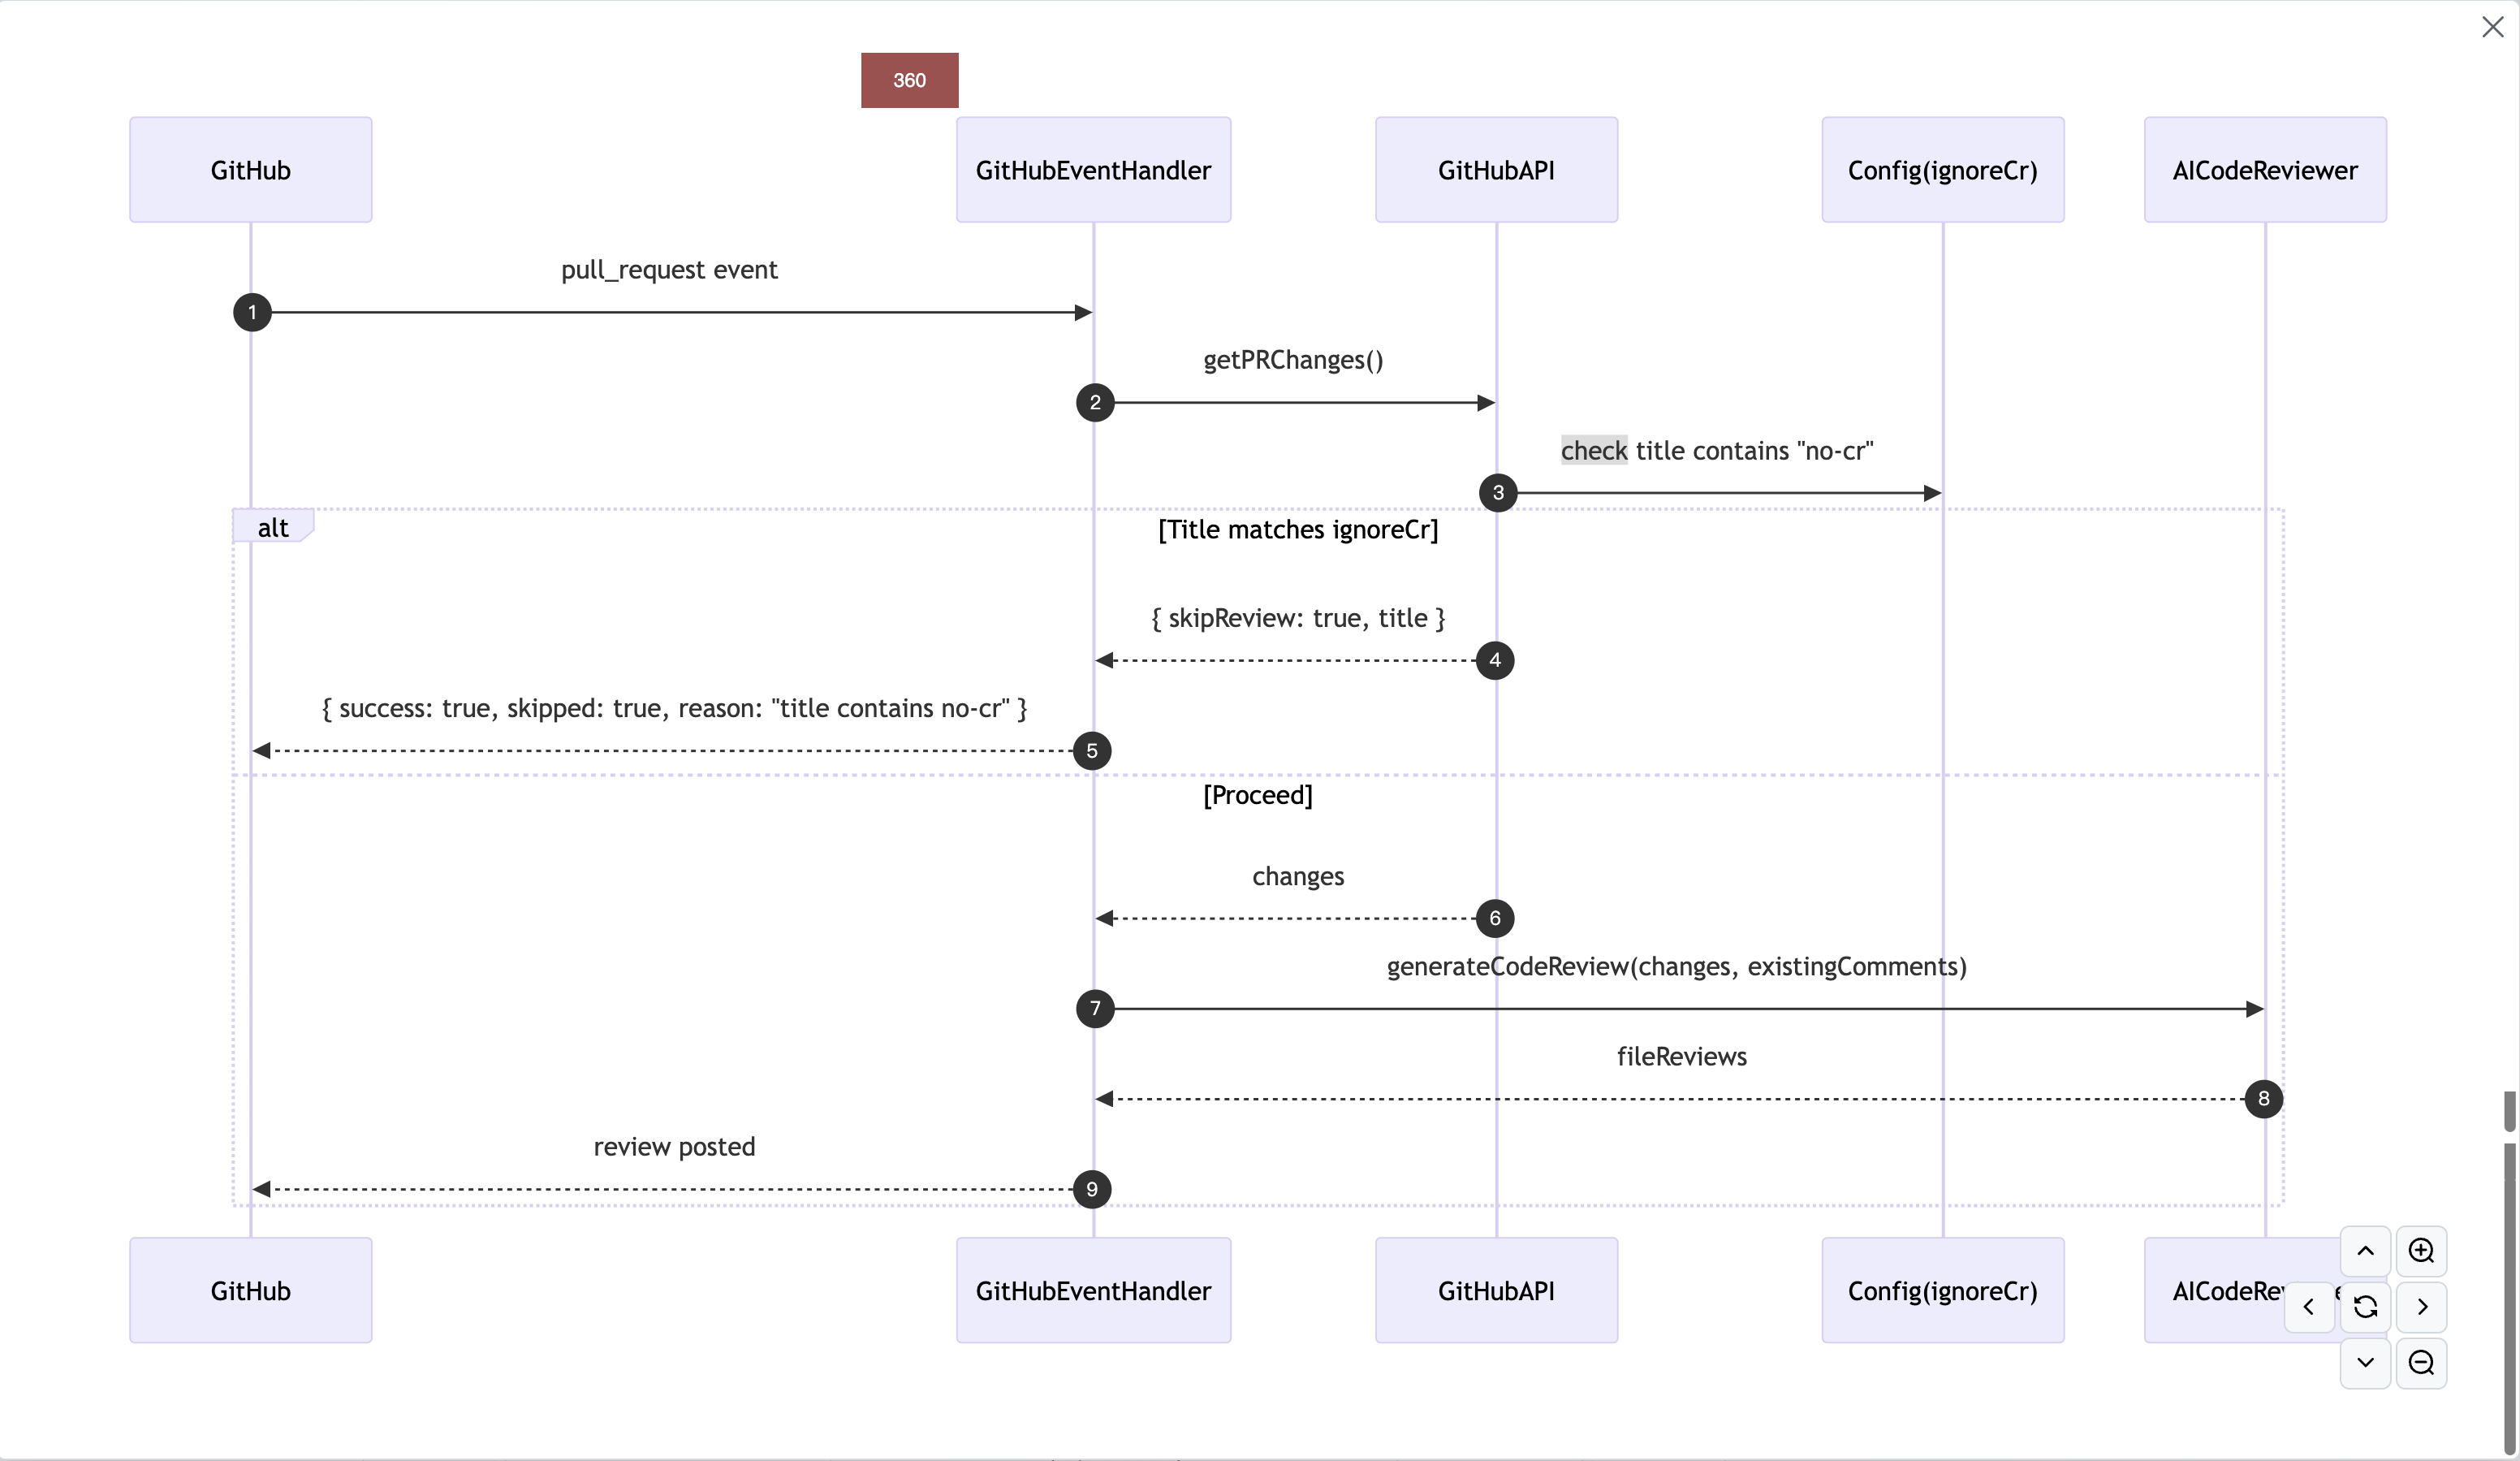 360
GitHub
GitHubEventHandler
GitHubAPI
Config(ignoreCr)
AICodeReviewer
pull_request event
1
getPRChanges()
2
check title contains "no-cr"
3
alt
[Title matches ignoreCr]
{ skipReview: true, title }
4
{ success: true, skipped: true, reason: "title contains no-cr" }
5
[Proceed]
changes
6
generateCodeReview(changes, existingComments)
7
fileReviews
8
review posted
9
GitHub
GitHubEventHandler
GitHubAPI
Config(ignoreCr)
AICodeRe